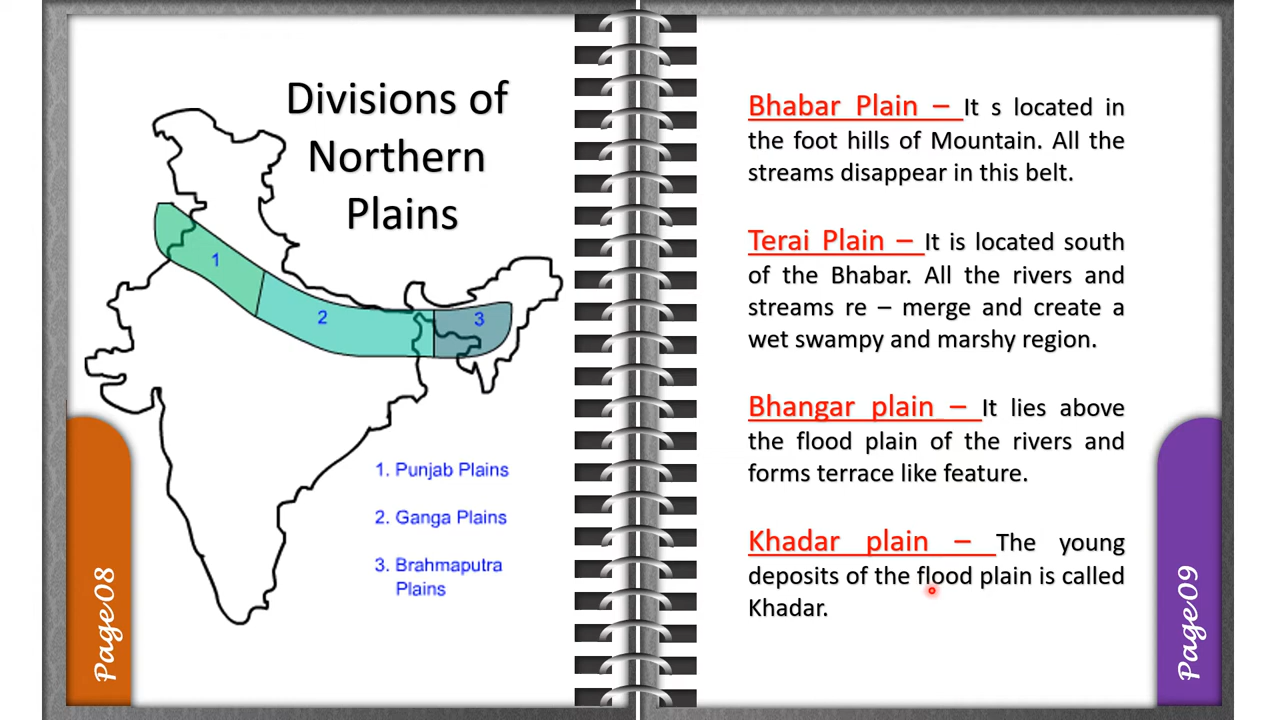 Divisions of
Northern
Plains
1
2
3
1. Punjab Plains
2. Ganga Plains
3. Brahmaputra
Plains
Page08
Bhabar Plain – It s located in
the foot hills of Mountain. All the
streams disappear in this belt.
Terai Plain – It is located south
of the Bhabar. All the rivers and
streams re – merge and create a
wet swampy and marshy region.
Bhangar plain – It lies above
the flood plain of the rivers and
forms terrace like feature.
Khadar plain – The young
deposits of the flood plain is called
Khadar.
Page09